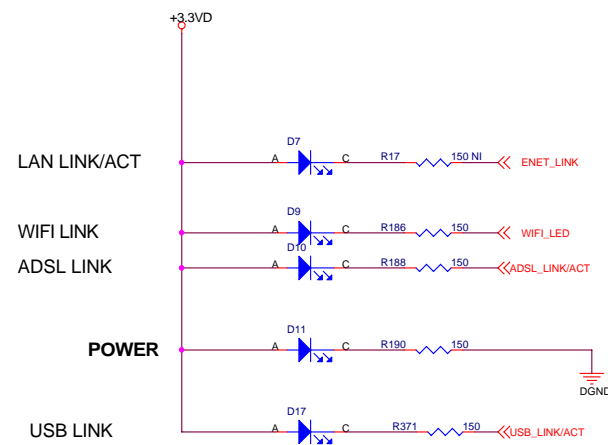 +3.3VD
D7
LAN LINK/ACT A C R17 150 NI ENET_LINK
D9
WIFI LINK A C R186 150 WIFI_LED
D10
ADSL LINK A C R188 150 ADSL_LINK/ACT
D11
POWER A C R190 150
DGND
D17
USB LINK A C R371 150 USB_LINK/ACT